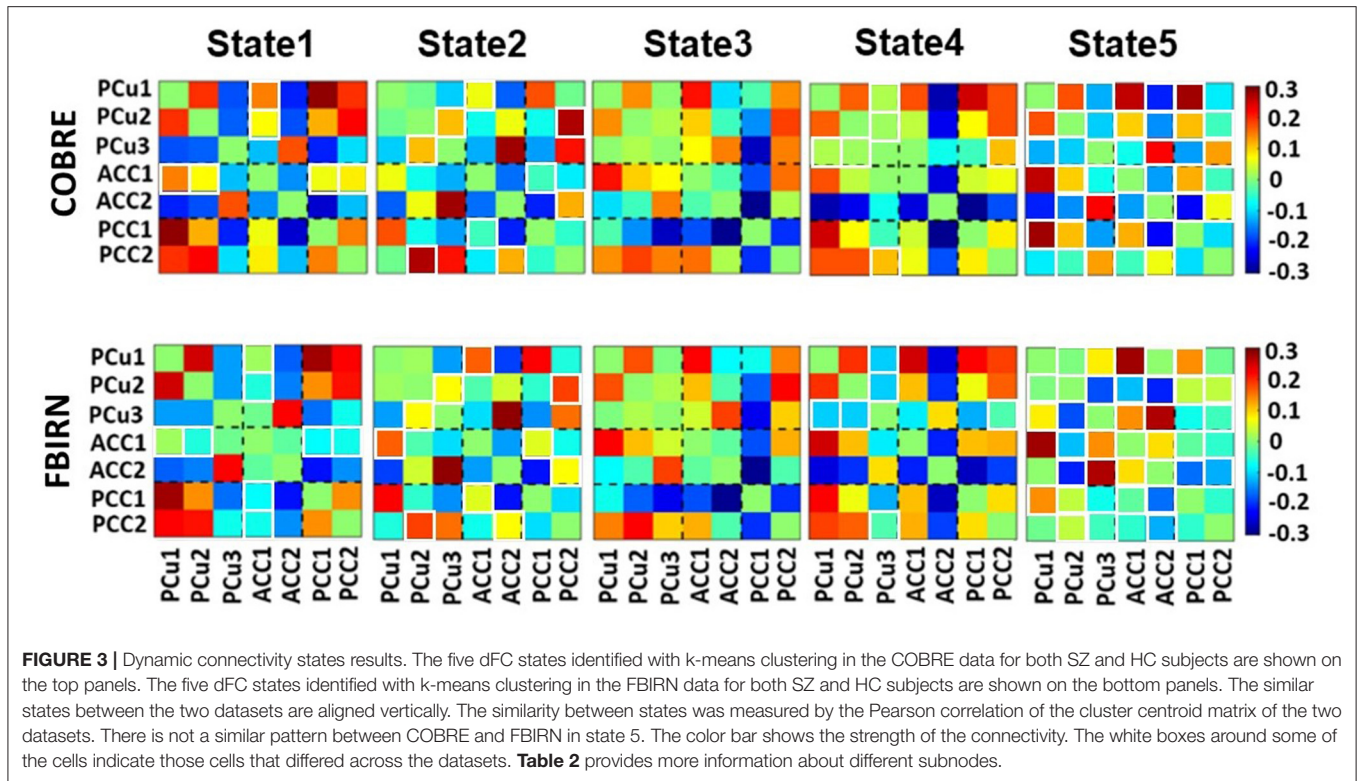 State1 State2 State3 State4 State5
COBRE
PCu1
PCu2
PCu3
ACC1
ACC2
PCC1
PCC2
0.3
0.2
0.1
0
-0.1
-0.2
-0.3
FBIRN
PCu1
PCu2
PCu3
ACC1
ACC2
PCC1
PCC2
0.3
0.2
0.1
0
-0.1
-0.2
-0.3
PCu1 PCu2 PCu3 ACC1 ACC2 PCC1 PCC2 PCu1 PCu2 PCu3 ACC1 ACC2 PCC1 PCC2 PCu1 PCu2 PCu3 ACC1 ACC2 PCC1 PCC2 PCu1 PCu2 PCu3 ACC1 ACC2 PCC1 PCC2 PCu1 PCu2 PCu3 ACC1 ACC2 PCC1 PCC2
FIGURE 3 | Dynamic connectivity states results. The five dFC states identified with k-means clustering in the COBRE data for both SZ and HC subjects are shown on
the top panels. The five dFC states identified with k-means clustering in the FBIRN data for both SZ and HC subjects are shown on the bottom panels. The similar
states between the two datasets are aligned vertically. The similarity between states was measured by the Pearson correlation of the cluster centroid matrix of the two
datasets. There is not a similar pattern between COBRE and FBIRN in state 5. The color bar shows the strength of the connectivity. The white boxes around some of
the cells indicate those cells that differed across the datasets. Table 2 provides more information about different subnodes.